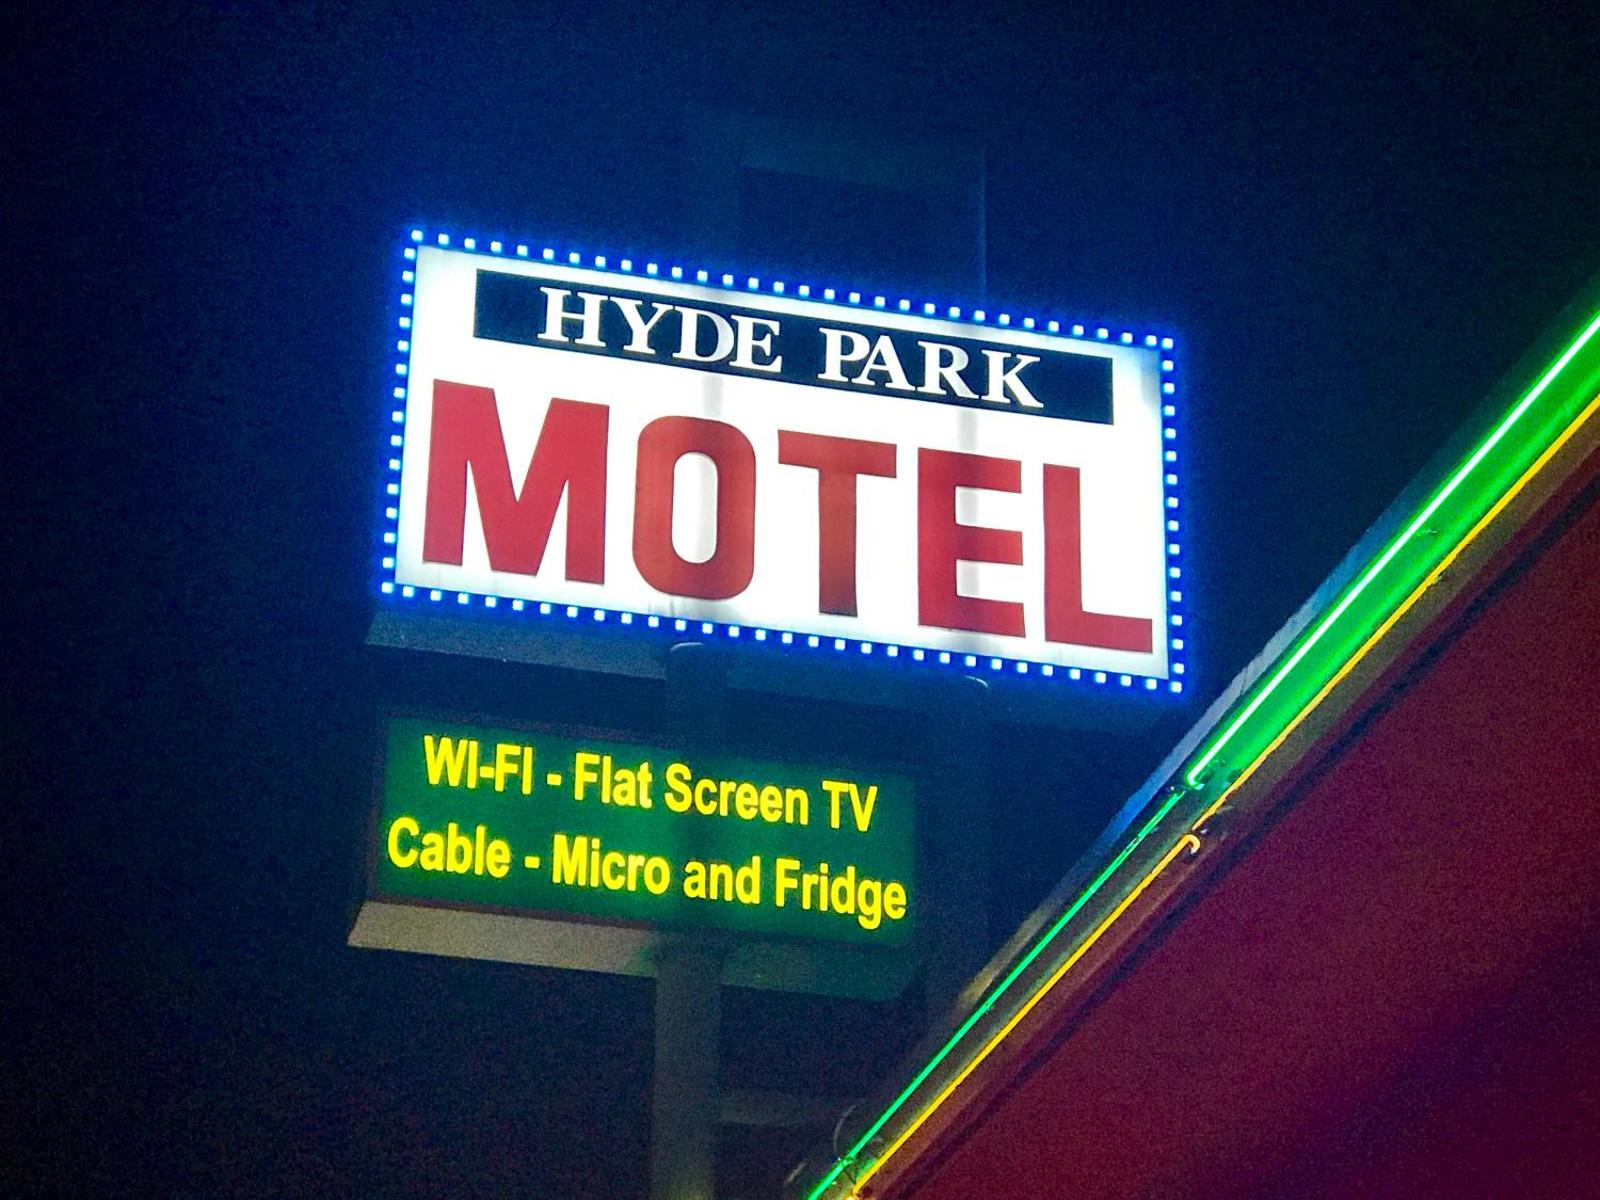 HYDE PARK
MOTEL
WI-FI - Flat Screen TV
Cable - Micro and Fridge